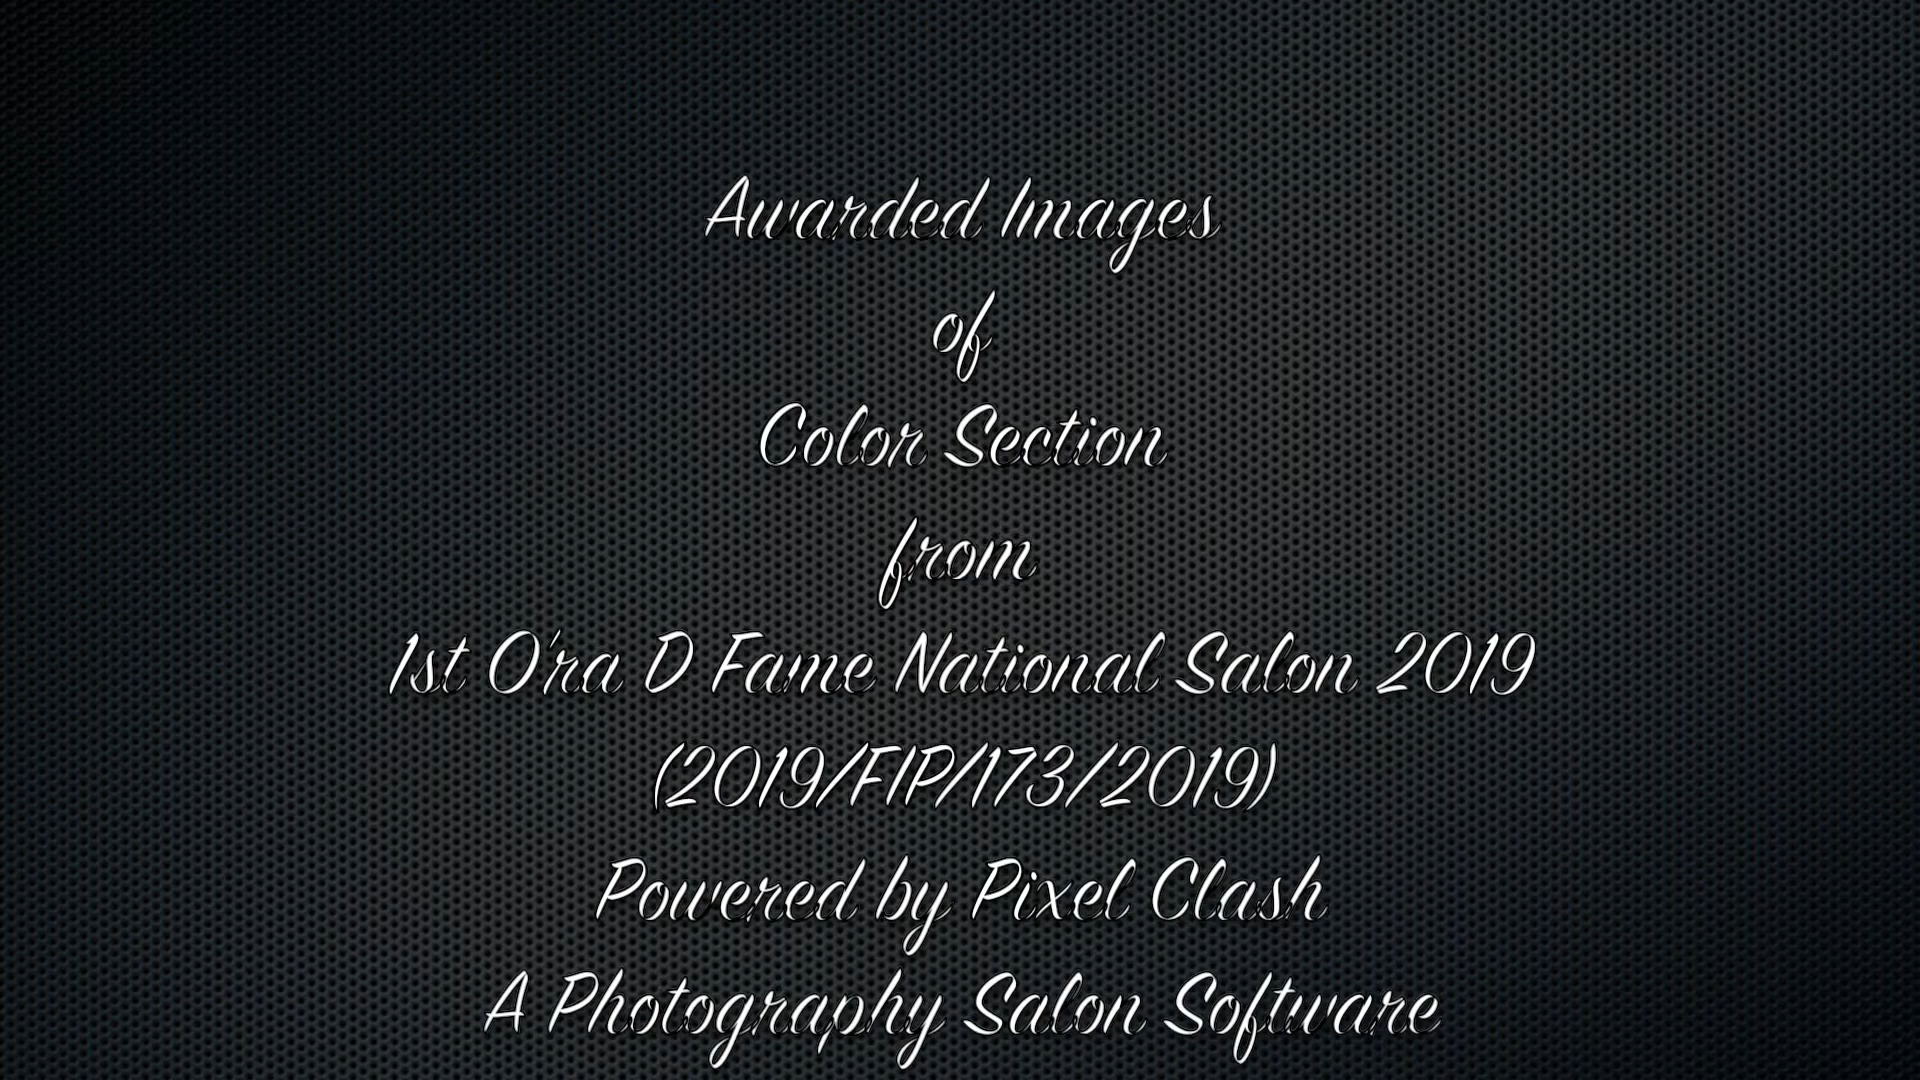 Awarded Images
of
Color Section
from
1st O'ra D Fame National Salon 2019
(2019/FIP/173/2019)
Powered by Pixel Clash
A Photography Salon Software